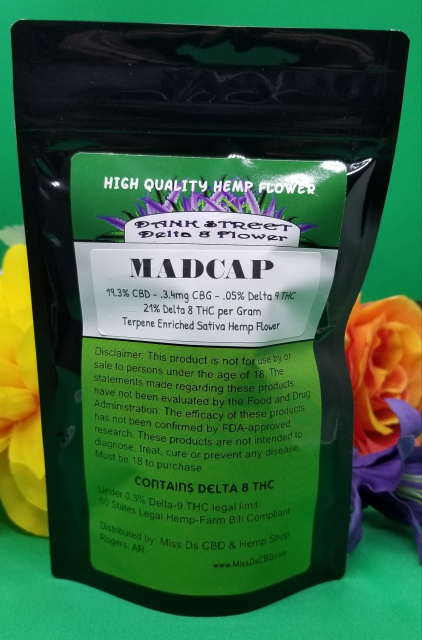 HIGH QUALITY HEMP FLOWER
DANK STREET
Delta 8 Flower
MADCAP
19.3% CBD - .3.4mg CBG - .05% Delta 9 THC
21% Delta 8 THC per Gram
Terpene Enriched Sativa Hemp Flower
Disclaimer: This product is not for use by or
sale to persons under the age of 18. The
statements made regarding these products
have not been evaluated by the Food and Drug
Administration. The efficacy of these products
has not been confirmed by FDA-approved
research. These products are not intended to
diagnose, treat, cure or prevent any disease.
Must be 18 to purchase
CONTAINS DELTA 8 THC
Under 0.3% Delta-9 THC legal limit
50 States Legal Hemp-Farm Bill Compliant
Distributed by: Miss Ds CBD & Hemp Shop
Rogers, AR
www.MissDsCBD.com